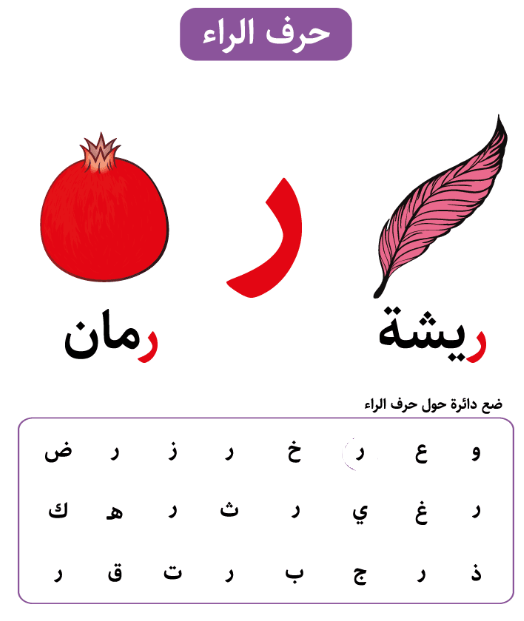 حرف الراء
ر
ريشة رمان
ضع دائرة حول حرف الراء
و ع ر خ ر ز ر ض
ر غ ي ر ث ر هـ ك
ذ ر ج ب ر ت ق ر